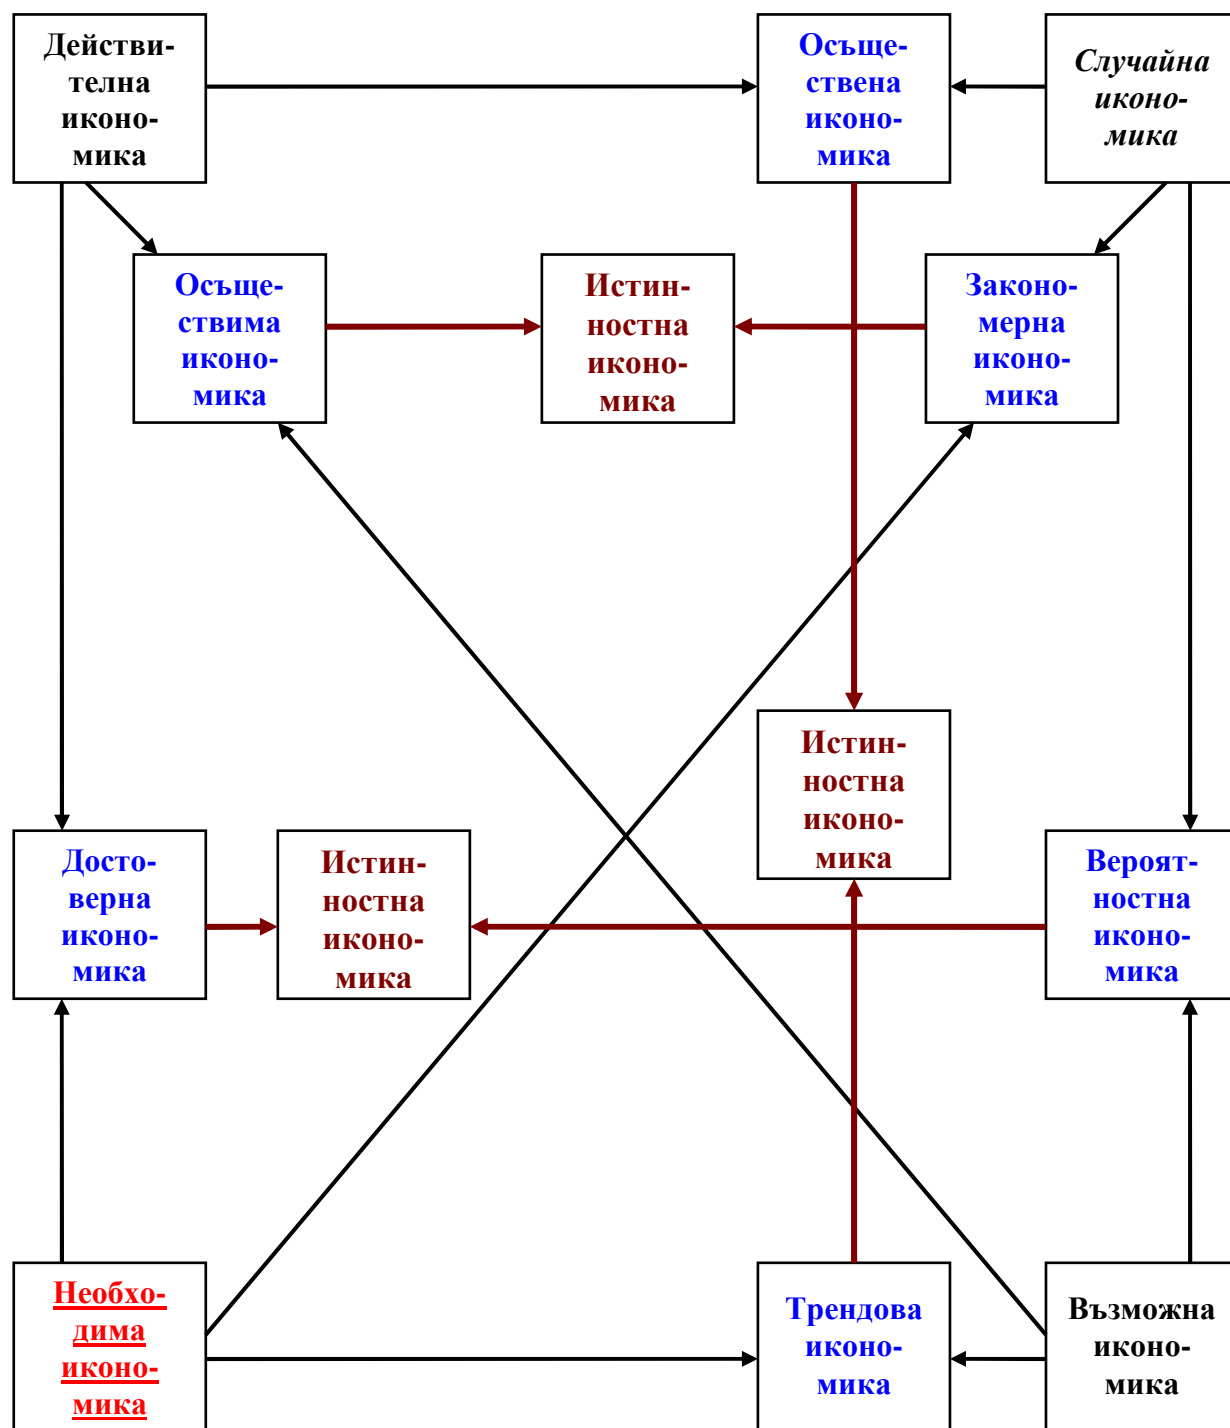 Действи-
телна
иконо-
мика
Осъще-
ствена
иконо-
мика
Случайна
иконо-
мика
Осъще-
ствима
иконо-
мика
Истин-
ностна
иконо-
мика
Законо-
мерна
иконо-
мика
Истин-
ностна
иконо-
мика
Досто-
верна
иконо-
мика
Истин-
ностна
иконо-
мика
Вероят-
ностна
иконо-
мика
Необхо-
дима
иконо-
мика
Трендова
иконо-
мика
Възможна
иконо-
мика